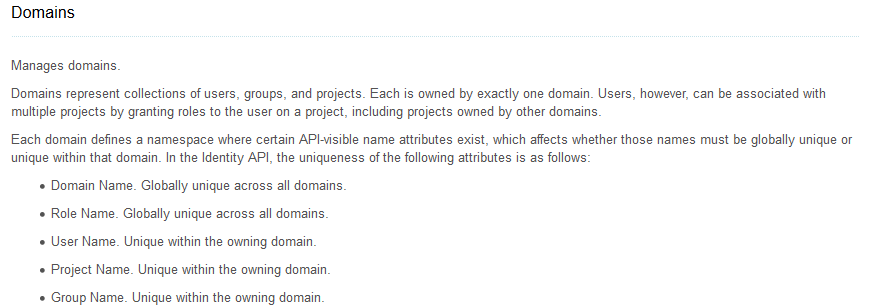 Domains
Manages domains.
Domains represent collections of users, groups, and projects. Each is owned by exactly one domain. Users, however, can be associated with
multiple projects by granting roles to the user on a project, including projects owned by other domains.
Each domain defines a namespace where certain API-visible name attributes exist, which affects whether those names must be globally unique or
unique within that domain. In the Identity API, the uniqueness of the following attributes is as follows:
• Domain Name. Globally unique across all domains.
• Role Name. Globally unique across all domains.
• User Name. Unique within the owning domain.
• Project Name. Unique within the owning domain.
• Group Name. Unique within the owning domain.